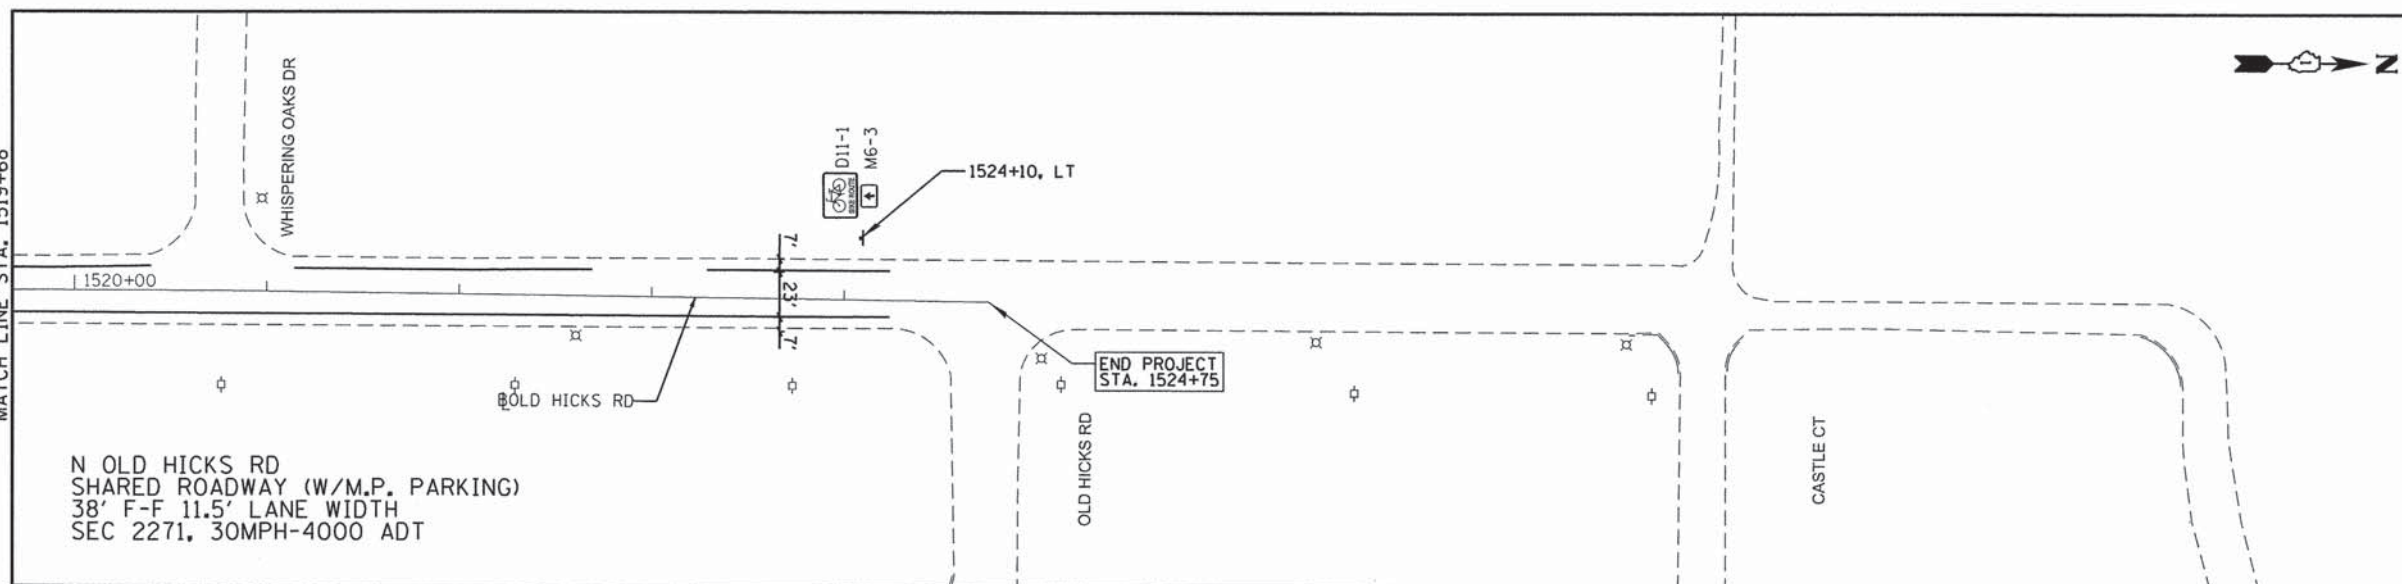 MATCH LINE STA. 1519+68
WHISPERING OAKS DR
D11-1
M6-3
BIKE ROUTE
1524+10, LT
N
1520+00
7'
23'
7'
END PROJECT
STA. 1524+75
℄ OLD HICKS RD
OLD HICKS RD
CASTLE CT
N OLD HICKS RD
SHARED ROADWAY (W/M.P. PARKING)
38' F-F 11.5' LANE WIDTH
SEC 2271, 30MPH-4000 ADT